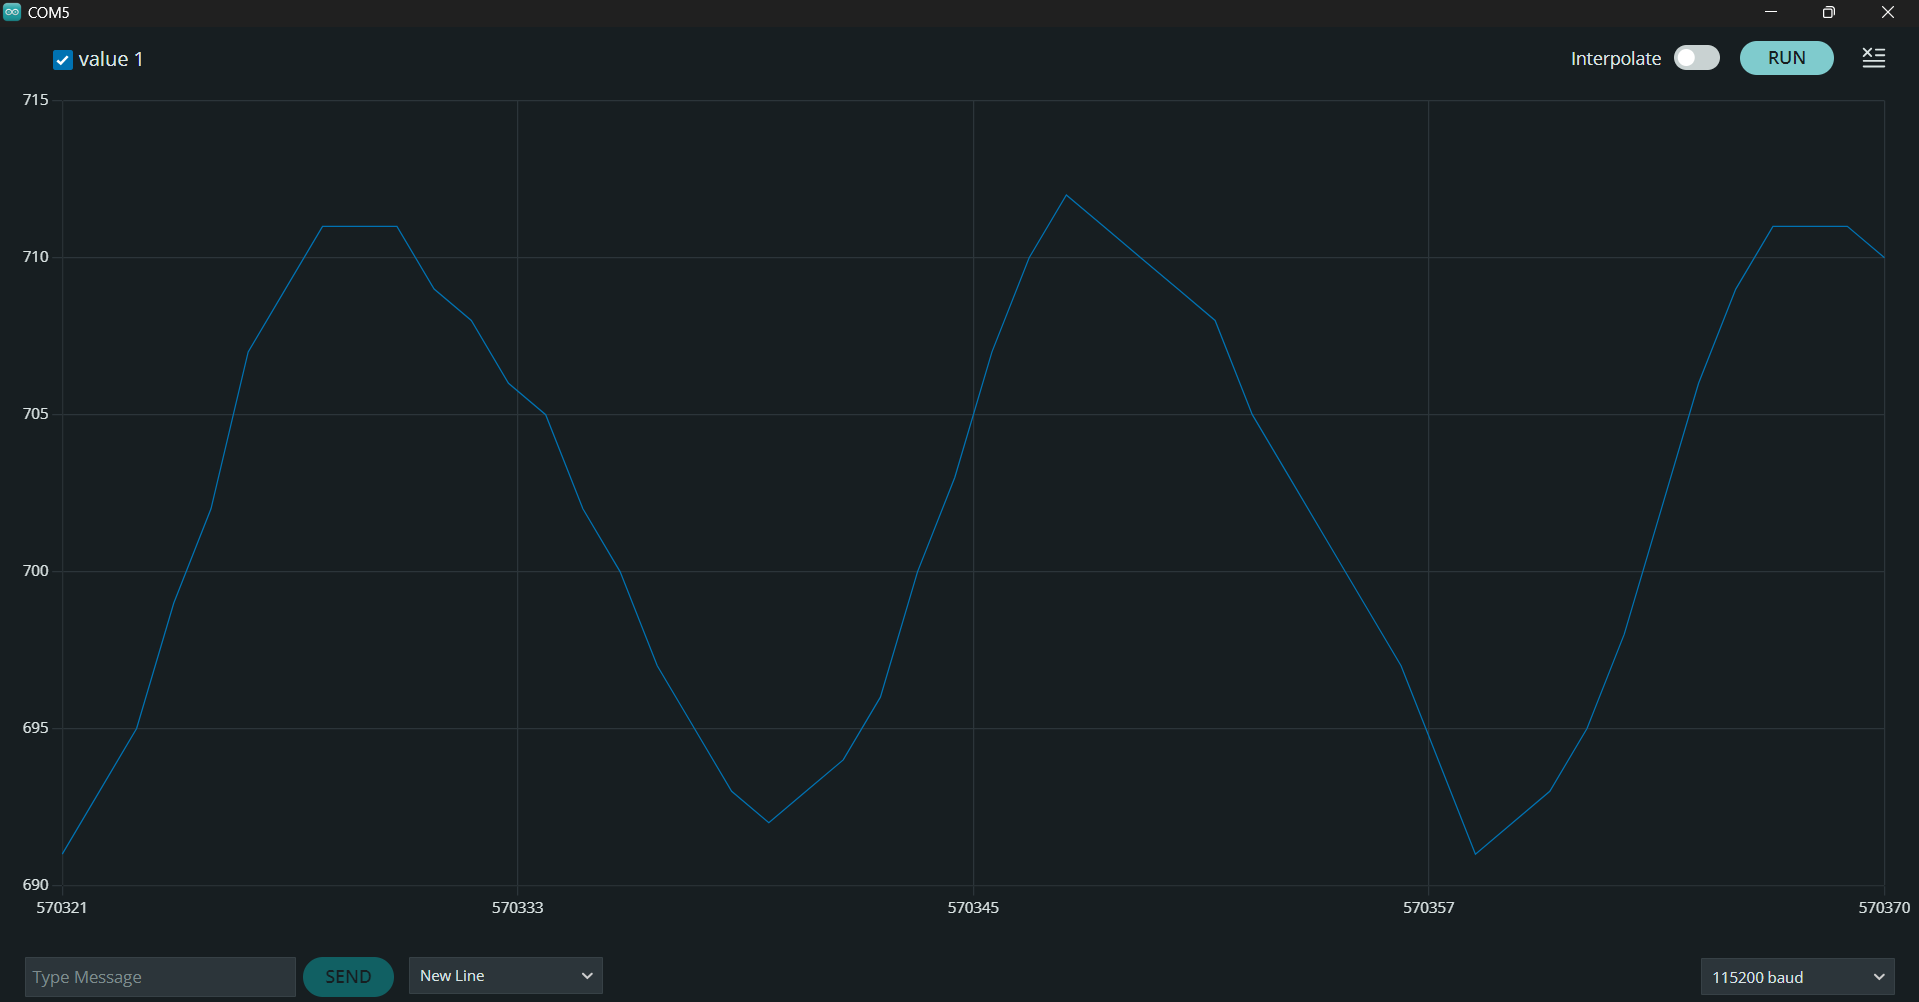 COM5
value 1
Interpolate
RUN
715
710
705
700
695
690
570321
570333
570345
570357
570370
Type Message
SEND
New Line
115200 baud